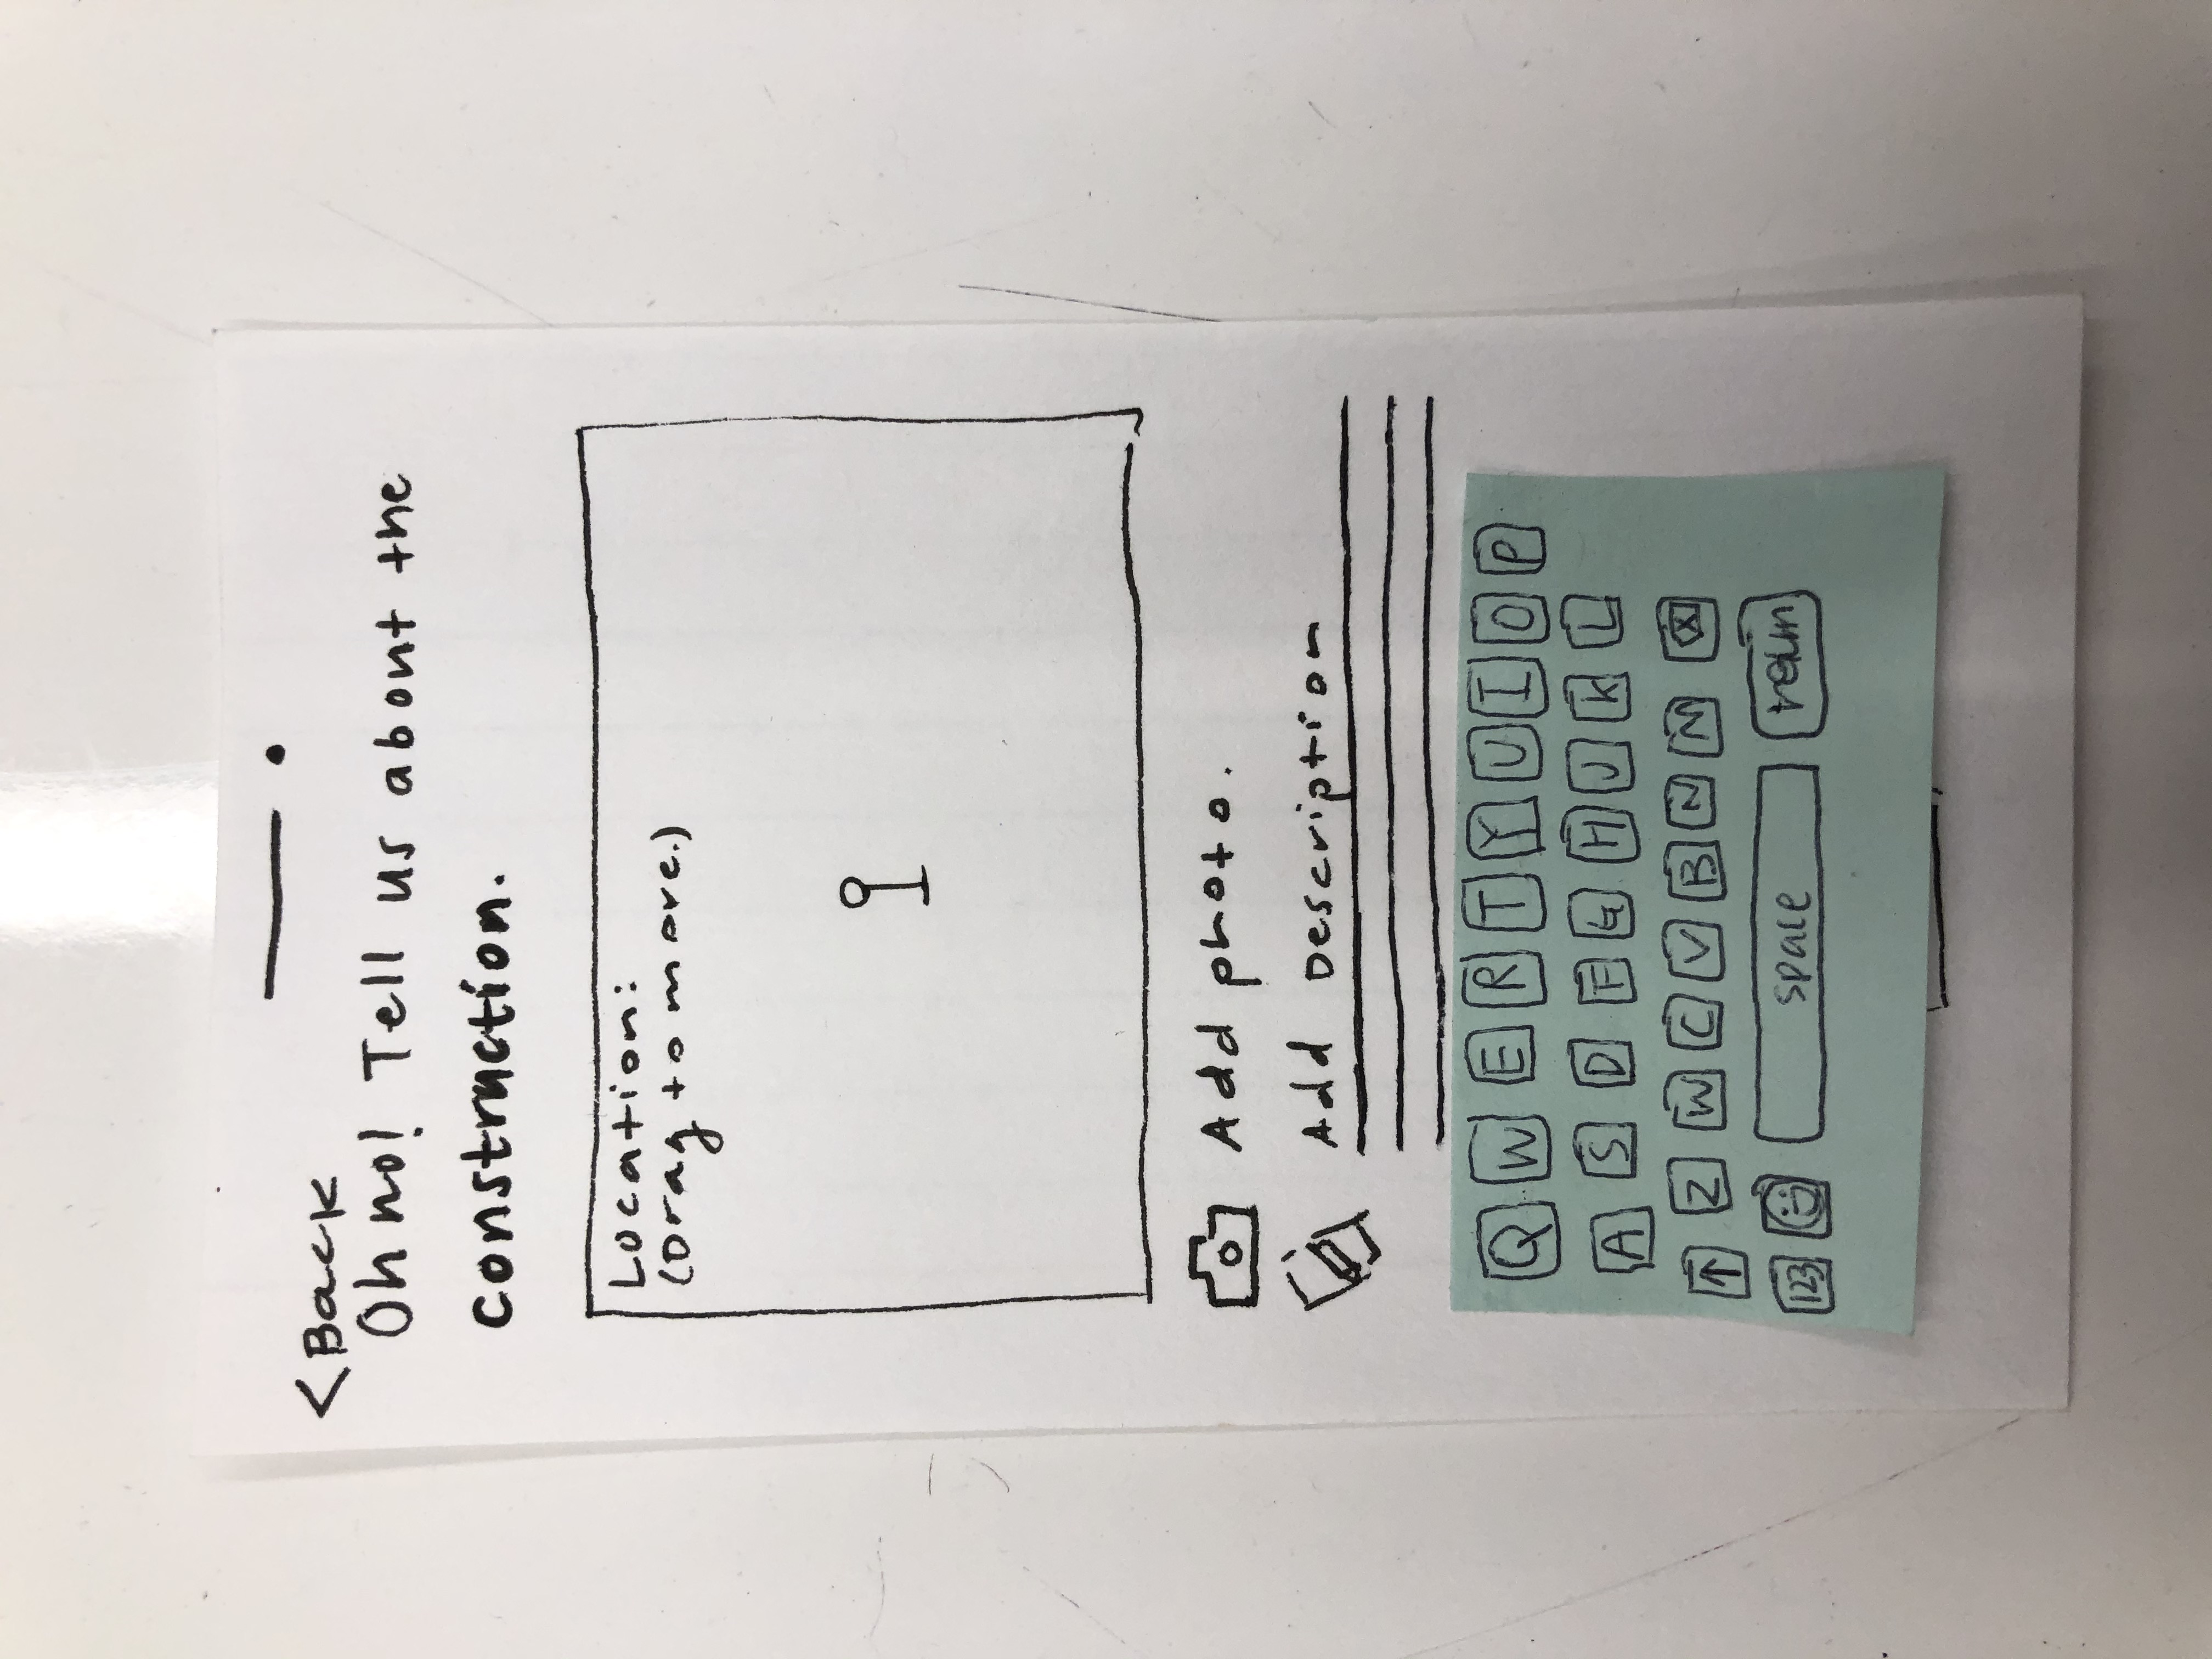 <Back
Oh no! Tell us about the
construction.
Location:
(Drag to move.)
Add photo.
Add Description
Q W E R T Y U I O P
A S D F G H J K L
↑ Z W C V B N M
123 space return